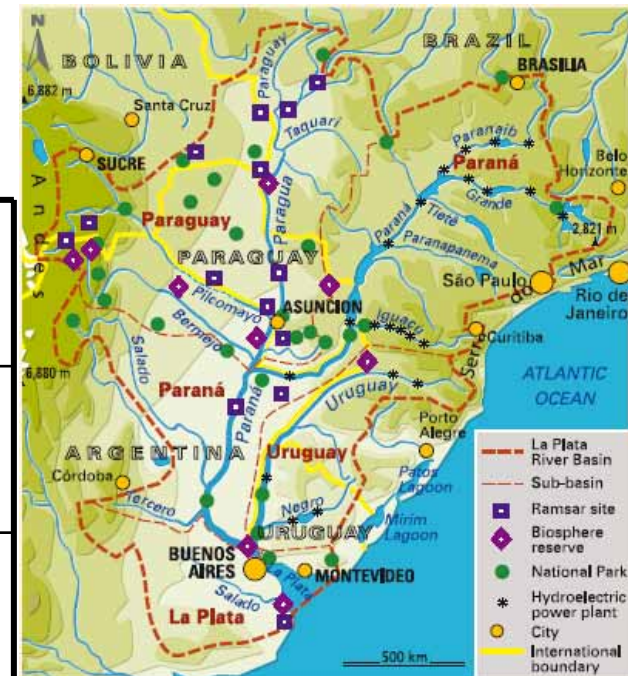 N
BOLIVIA
BRAZIL
6,882 m
Santa Cruz
Paraguay
BRASILIA
Taquari
Paranaib
SUCRE
Paraná
Belo
Horizonte
Andes
Grande
Paraguay
Paragua
Paraná
Tietê
2,821 m
PARAGUAY
Paranapanema
São Paulo
Serra do Mar
Rio de
Janeiro
Pilcomayo
ASUNCION
Bermejo
Iguaçu
Curitiba
Salado
6,880 m
Paraná
Paraná
Uruguay
ATLANTIC
OCEAN
Porto
Alegre
ARGENTINA
Uruguay
Córdoba
Patos
Lagoon
Tercero
Negro
Mirim
Lagoon
URUGUAY
BUENOS
AIRES
La Plata
MONTEVIDEO
Salado
La Plata
500 km
La Plata
River Basin
Sub-basin
Ramsar site
Biosphere
reserve
National Park
Hydroelectric
power plant
City
International
boundary